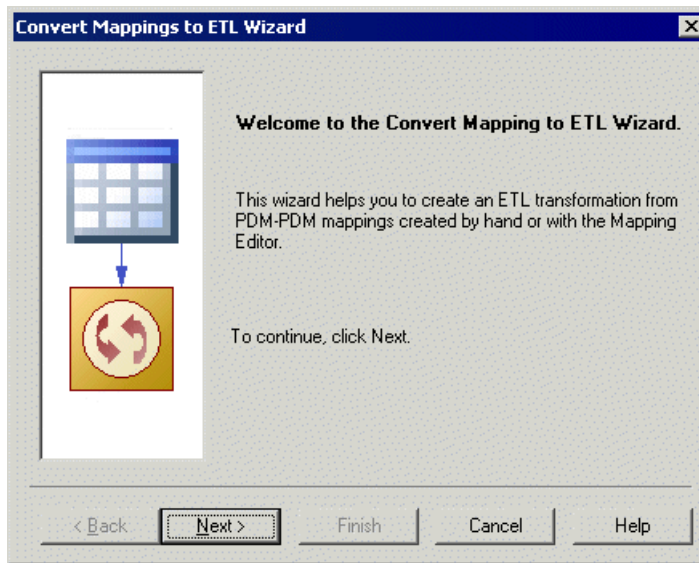 Convert Mappings to ETL Wizard
Welcome to the Convert Mapping to ETL Wizard.
This wizard helps you to create an ETL transformation from
PDM-PDM mappings created by hand or with the Mapping
Editor.
To continue, click Next.
< Back
Next >
Finish
Cancel
Help